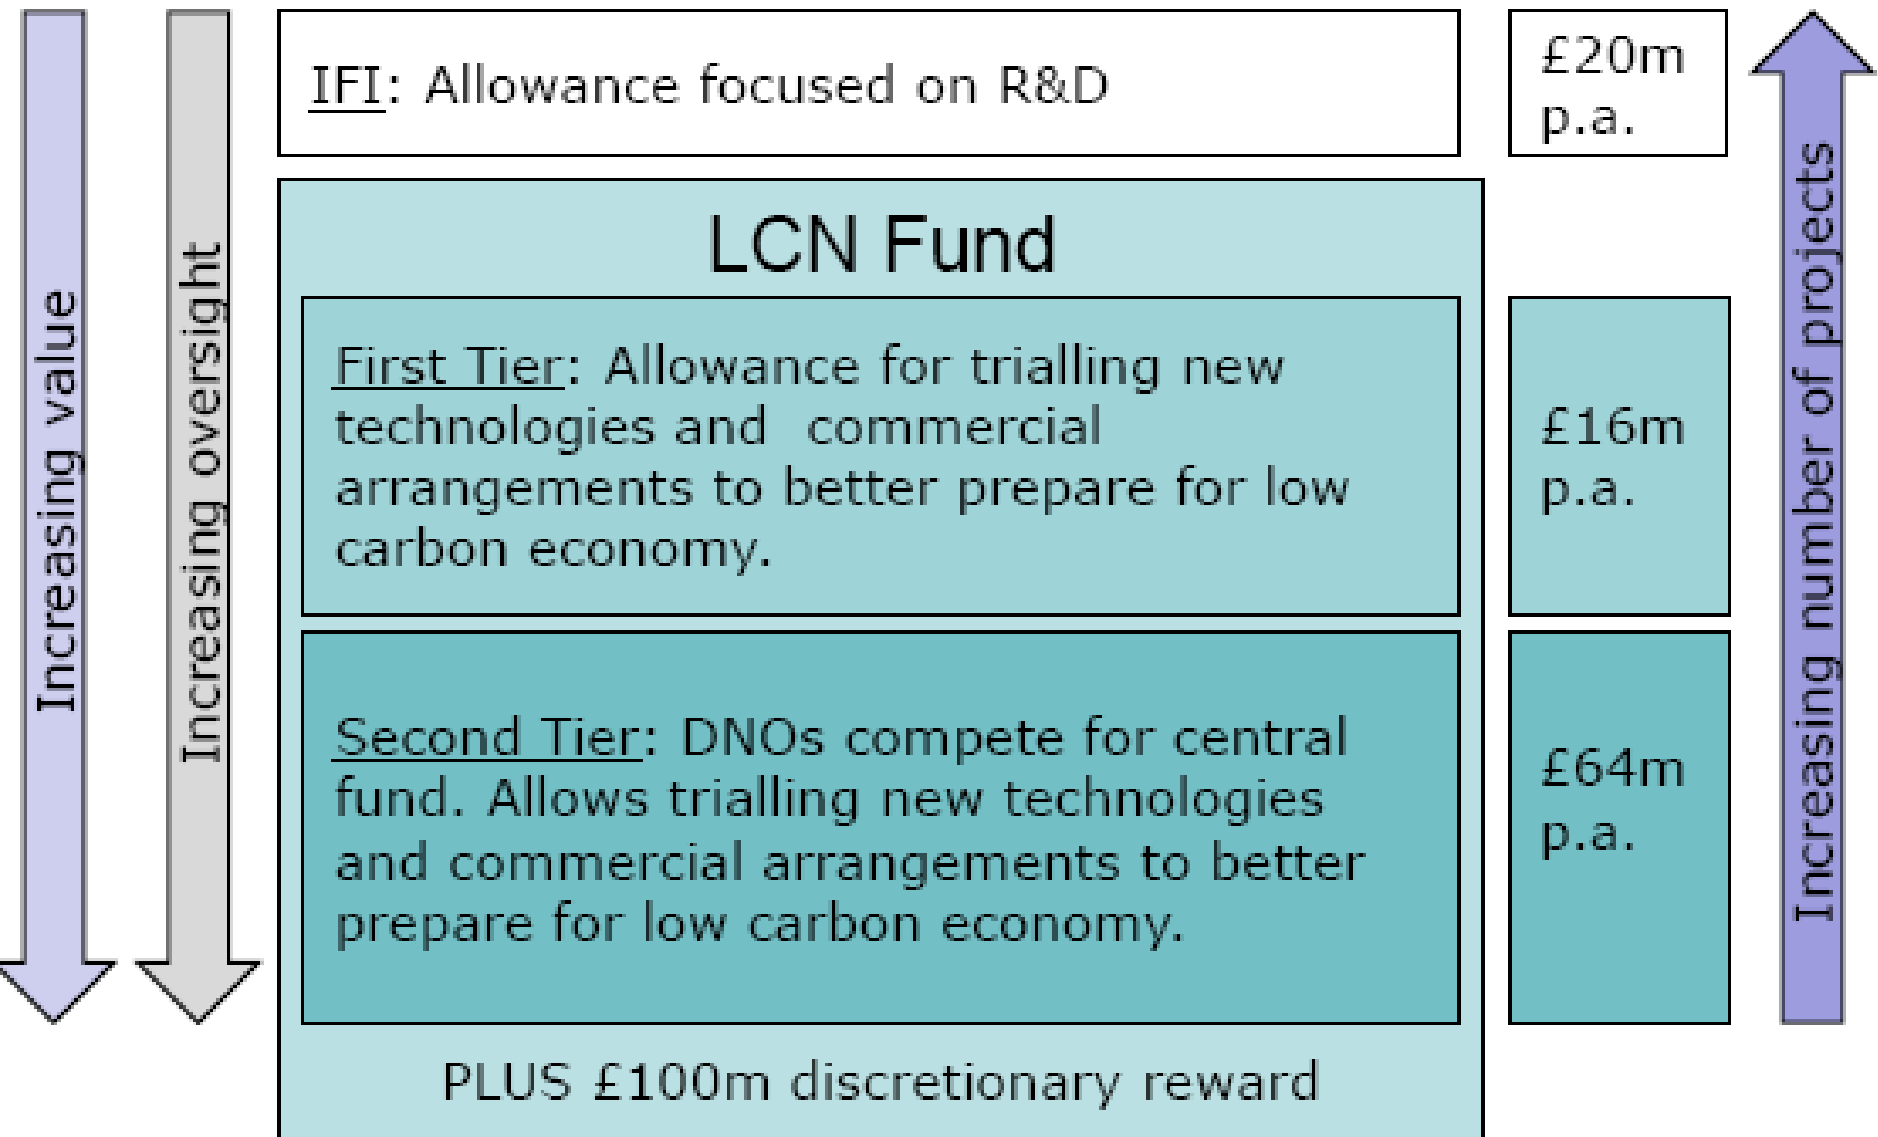 Increasing value
Increasing oversight
IFI: Allowance focused on R&D
£20m
p.a.
LCN Fund
First Tier: Allowance for trialling new
technologies and commercial
arrangements to better prepare for low
carbon economy.
£16m
p.a.
Second Tier: DNOs compete for central
fund. Allows trialling new technologies
and commercial arrangements to better
prepare for low carbon economy.
£64m
p.a.
PLUS £100m discretionary reward
Increasing number of projects